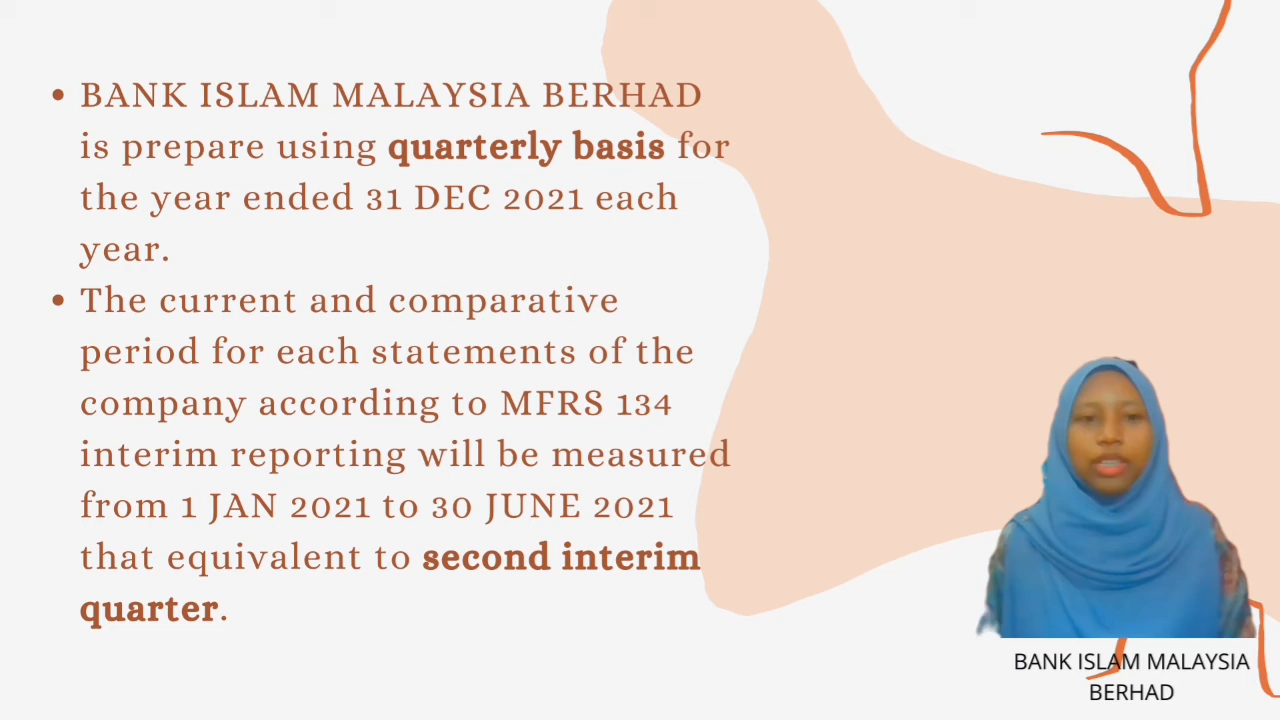 • BANK ISLAM MALAYSIA BERHAD
is prepare using quarterly basis for
the year ended 31 DEC 2021 each
year.
• The current and comparative
period for each statements of the
company according to MFRS 134
interim reporting will be measured
from 1 JAN 2021 to 30 JUNE 2021
that equivalent to second interim
quarter.
BANK ISLAM MALAYSIA
BERHAD